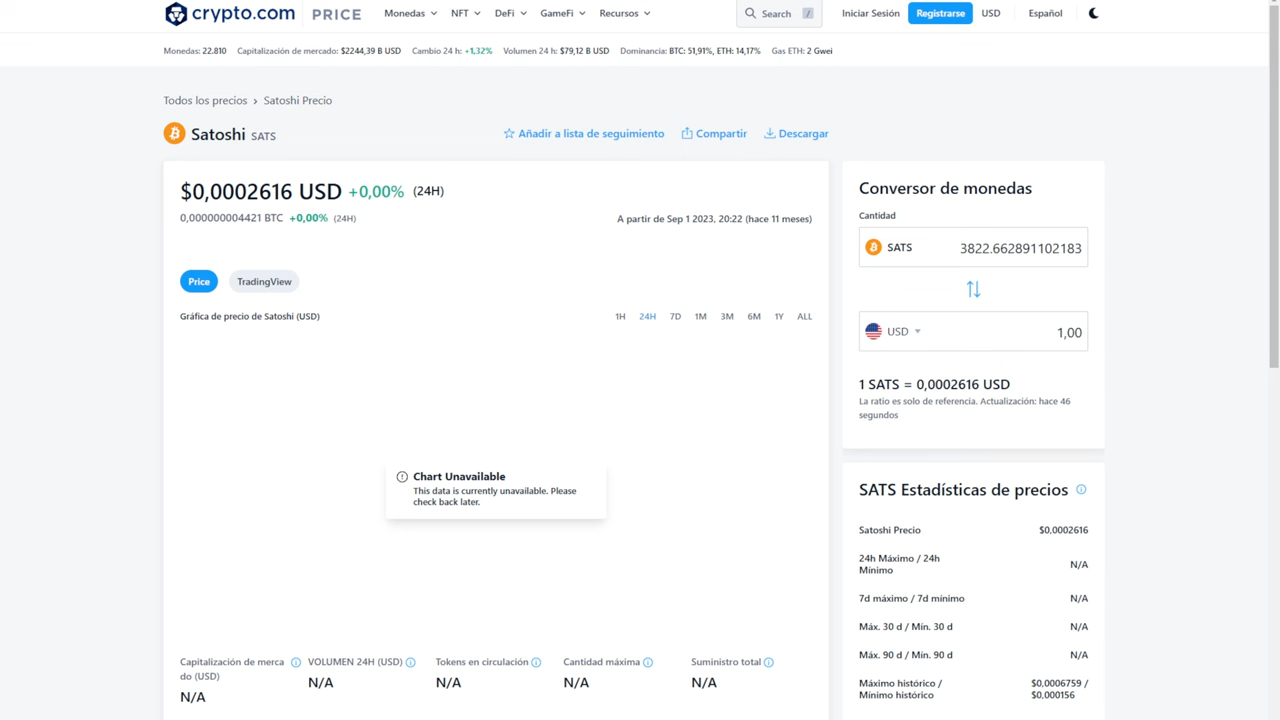 crypto.com PRICE Monedas NFT DeFi GameFi Recursos Search / Iniciar Sesión Registrarse USD Español
Monedas: 22.810 Capitalización de mercado: $2244,39 B USD Cambio 24 h: +1,32% Volumen 24 h: $79,12 B USD Dominancia: BTC: 51,91%, ETH: 14,17% Gas ETH: 2 Gwei
Todos los precios > Satoshi Precio
Satoshi SATS
Añadir a lista de seguimiento Compartir Descargar
$0,0002616 USD +0,00% (24H)
0,000000004421 BTC +0,00% (24H)
A partir de Sep 1 2023, 20:22 (hace 11 meses)
Price TradingView
Gráfica de precio de Satoshi (USD)
1H 24H 7D 1M 3M 6M 1Y ALL
Chart Unavailable
This data is currently unavailable. Please
check back later.
Capitalización de merca
do (USD)
N/A
VOLUMEN 24H (USD)
N/A
Tokens en circulación
N/A
Cantidad máxima
N/A
Suministro total
N/A
Conversor de monedas
Cantidad
SATS 3822.662891102183
USD 1,00
1 SATS = 0,0002616 USD
La ratio es solo de referencia. Actualización: hace 46
segundos
SATS Estadísticas de precios
Satoshi Precio $0,0002616
24h Máximo / 24h
Mínimo
N/A
7d máximo / 7d mínimo N/A
Máx. 30 d / Mín. 30 d N/A
Máx. 90 d / Mín. 90 d N/A
Máximo histórico /
Mínimo histórico
$0,0006759 /
$0,000156